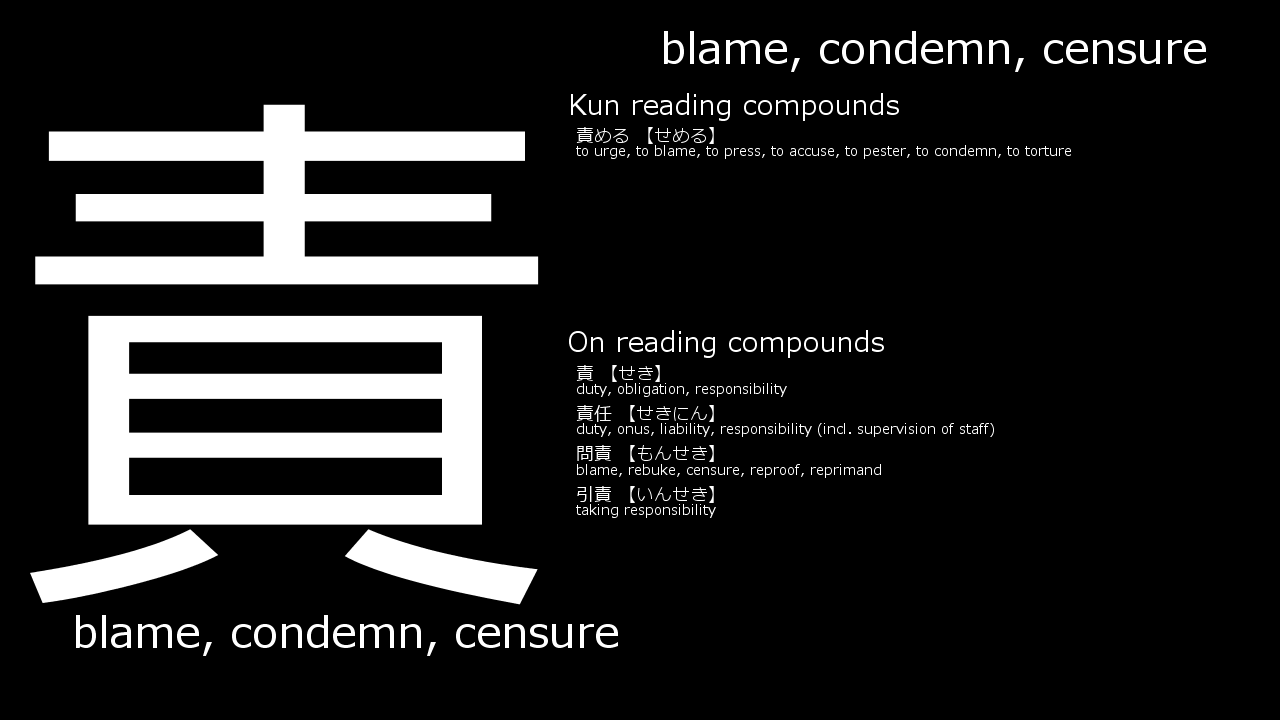 blame, condemn, censure
責
Kun reading compounds
責める 【せめる】
to urge, to blame, to press, to accuse, to pester, to condemn, to torture
On reading compounds
責 【せき】
duty, obligation, responsibility
責任 【せきにん】
duty, onus, liability, responsibility (incl. supervision of staff)
問責 【もんせき】
blame, rebuke, censure, reproof, reprimand
引責 【いんせき】
taking responsibility
blame, condemn, censure